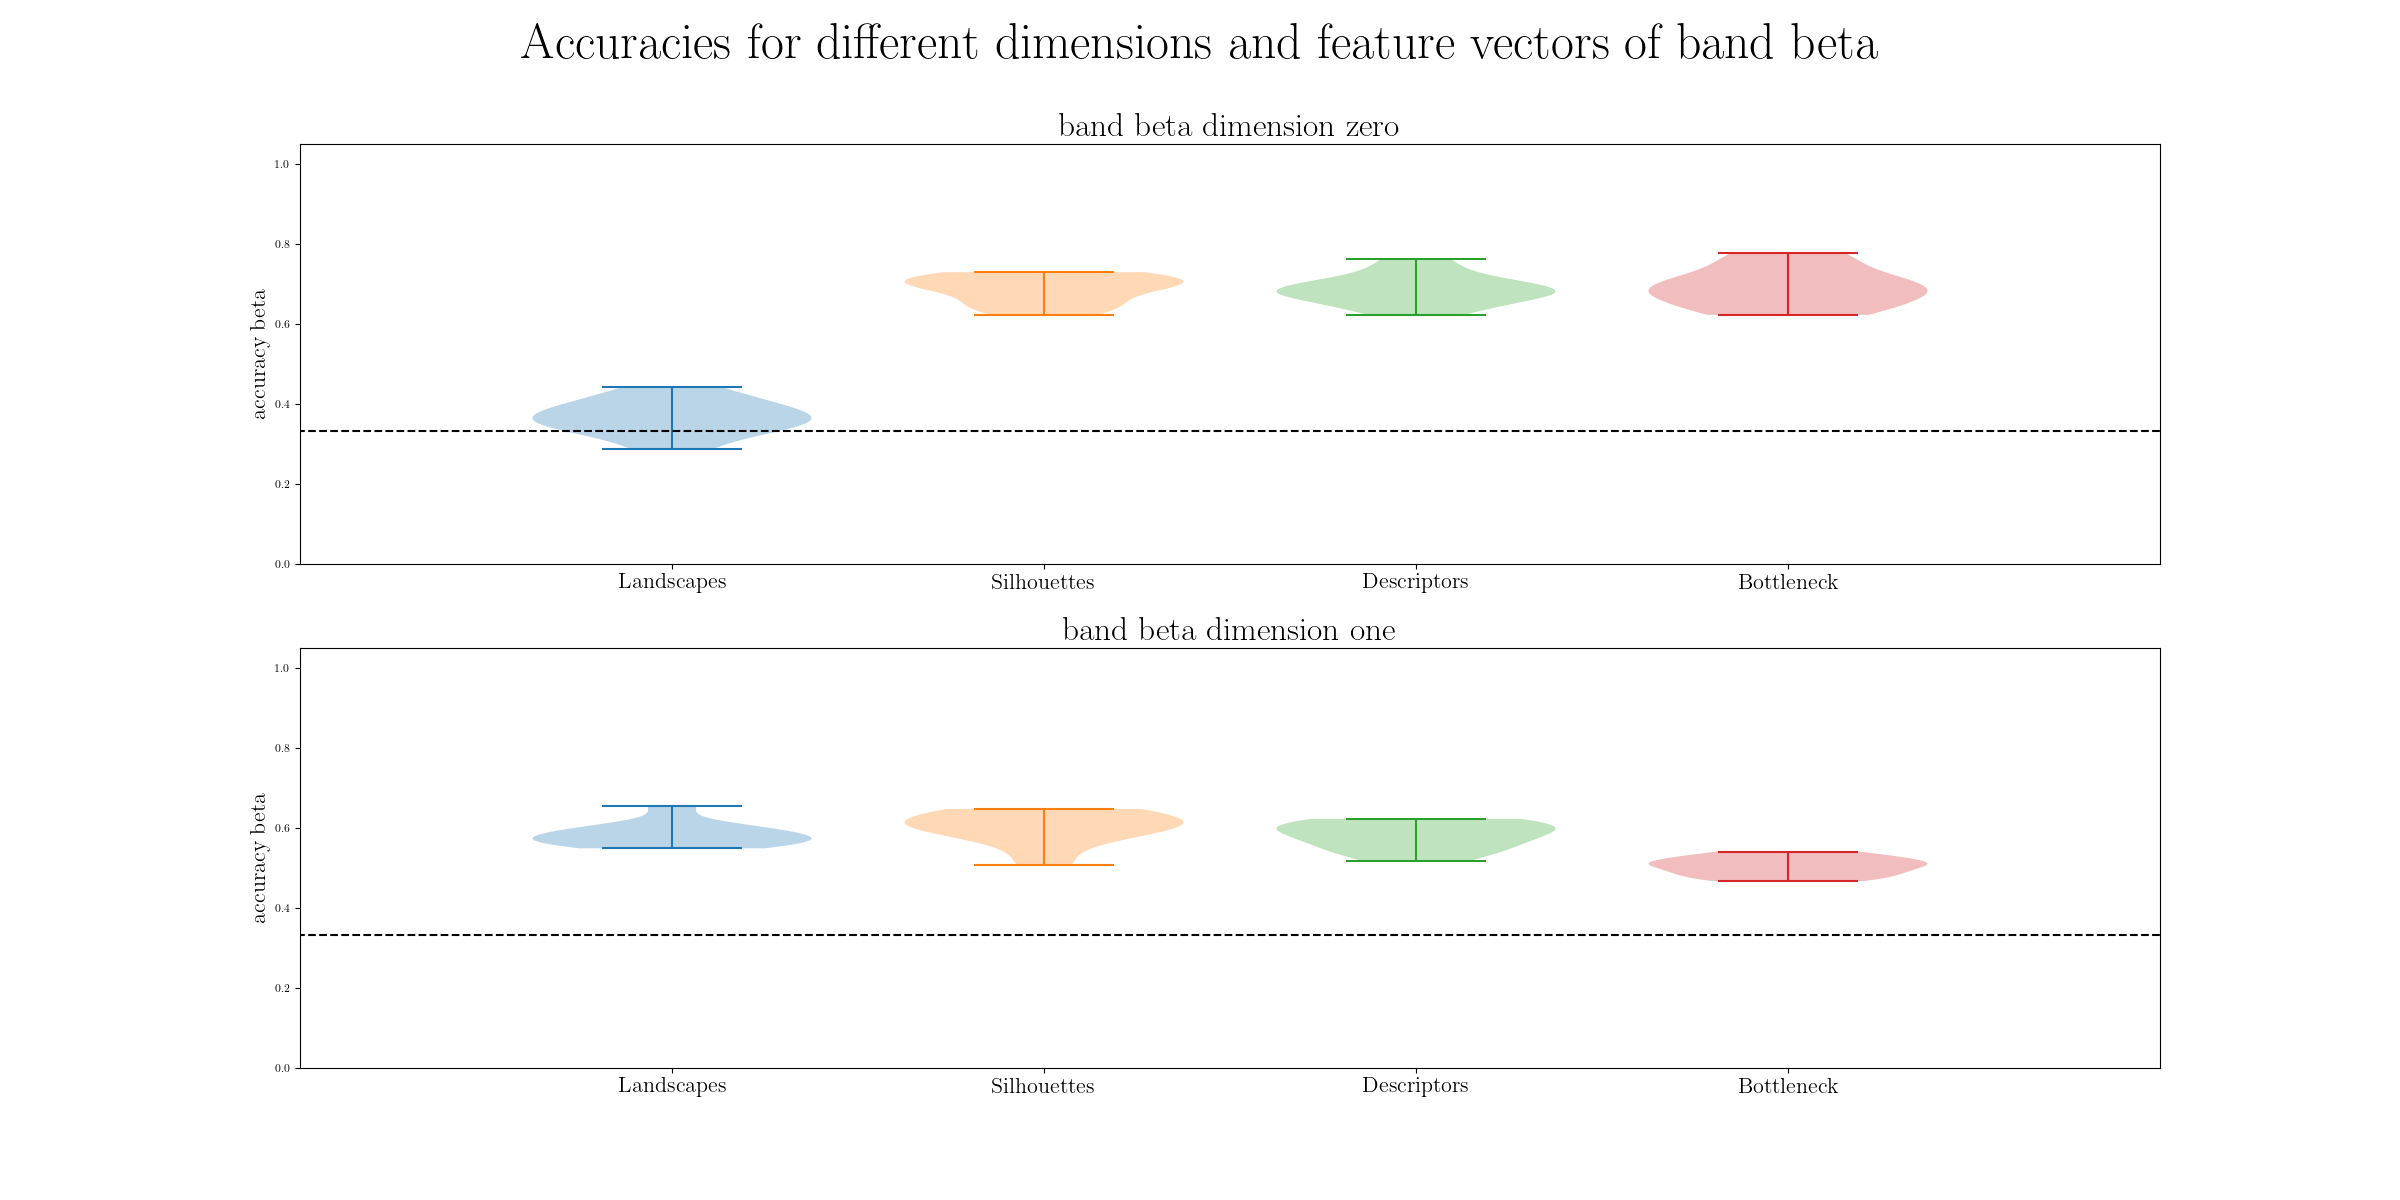 Accuracies for different dimensions and feature vectors of band beta
band beta dimension zero
1.0
0.8
0.6
0.4
0.2
0.0
accuracy beta
Landscapes Silhouettes Descriptors Bottleneck
band beta dimension one
1.0
0.8
0.6
0.4
0.2
0.0
accuracy beta
Landscapes Silhouettes Descriptors Bottleneck